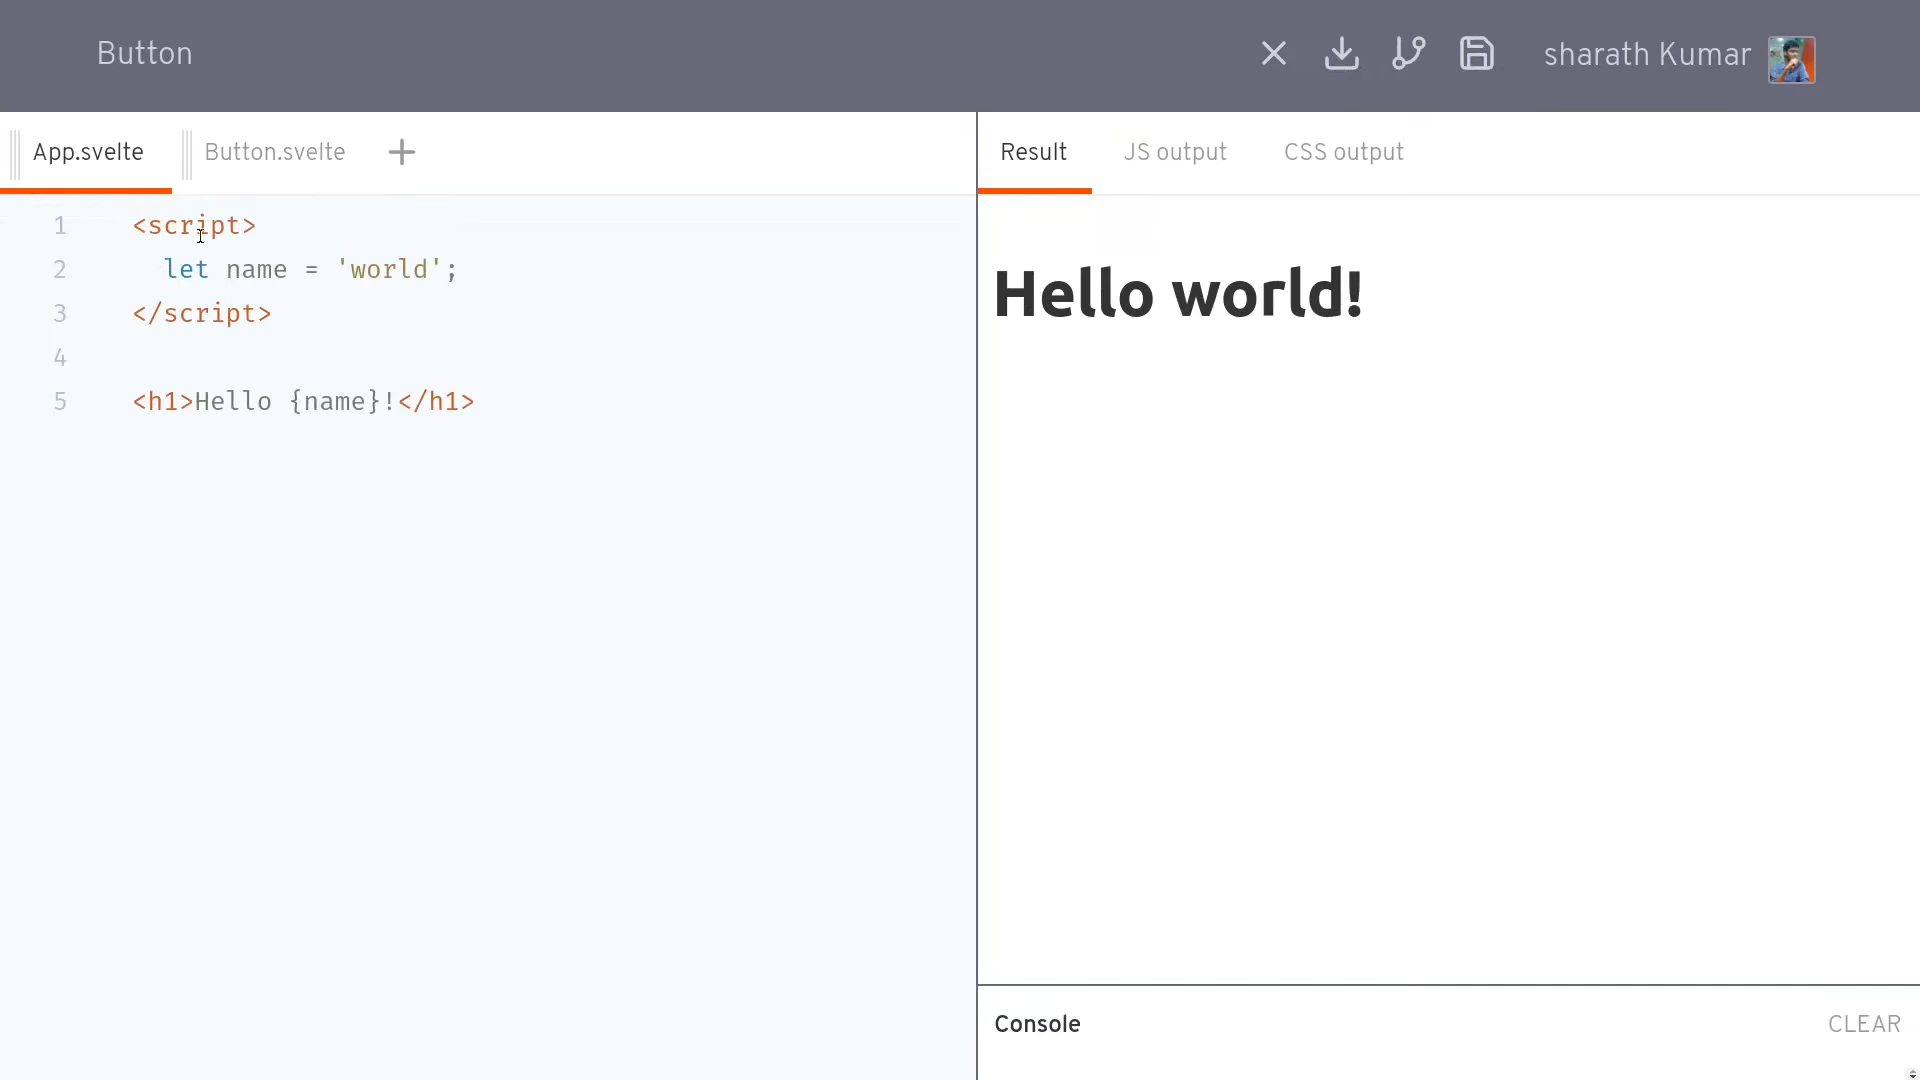 Button
sharath Kumar
App.svelte
Button.svelte
Result
JS output
CSS output
1 <script>
2 let name = 'world';
3 </script>
4
5 <h1>Hello {name}!</h1>
Hello world!
Console
CLEAR